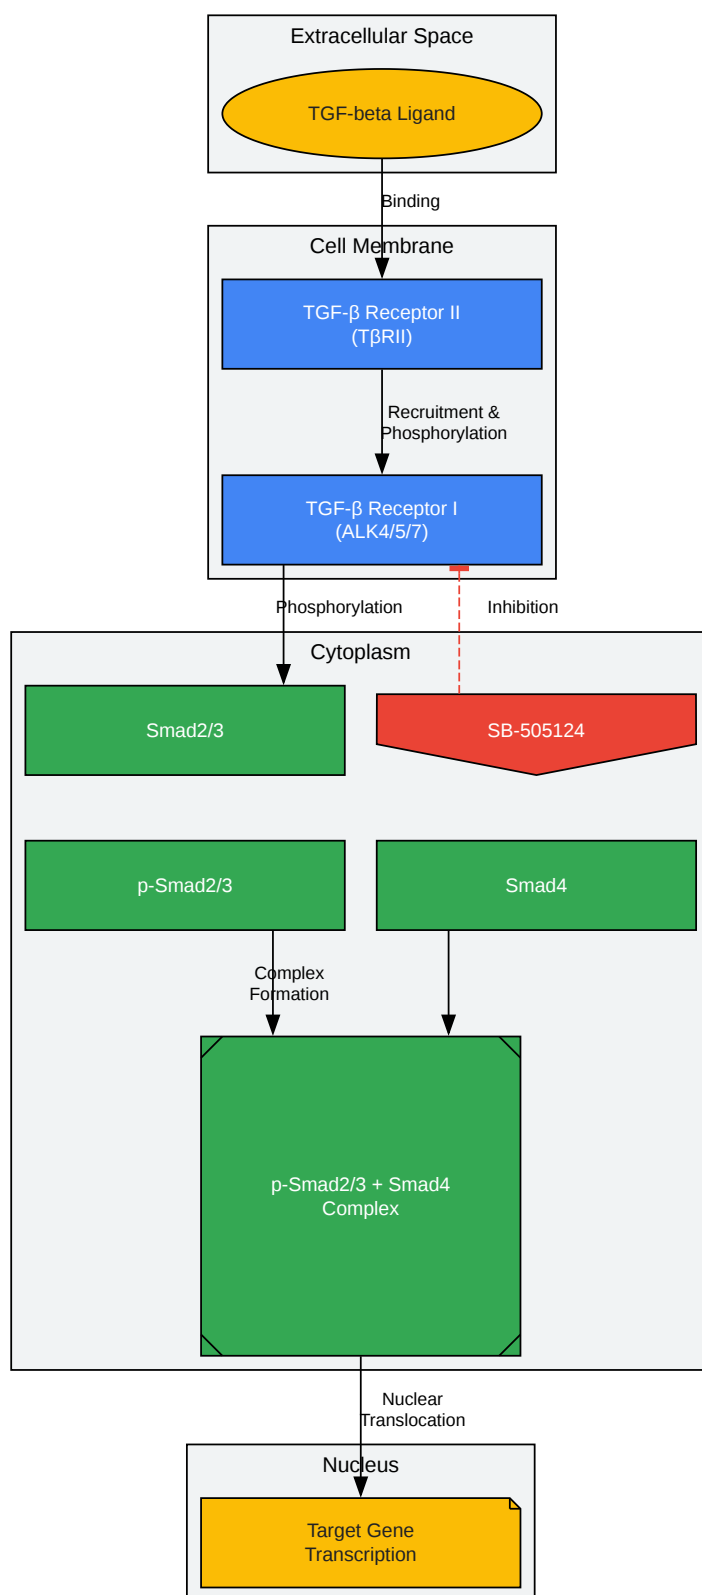 Extracellular Space
TGF-beta Ligand
Binding
Cell Membrane
TGF-β Receptor II
(TβRII)
Recruitment &
Phosphorylation
TGF-β Receptor I
(ALK4/5/7)
Phosphorylation
Inhibition
Cytoplasm
Smad2/3
SB-505124
p-Smad2/3
Smad4
Complex
Formation
p-Smad2/3 + Smad4
Complex
Nuclear
Translocation
Nucleus
Target Gene
Transcription